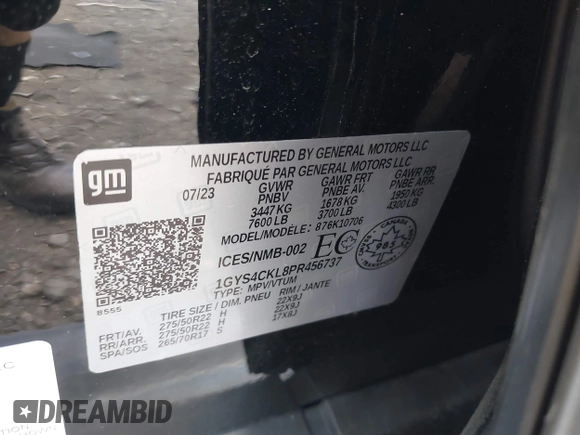 gm
MANUFACTURED BY GENERAL MOTORS LLC
FABRIQUÉ PAR GENERAL MOTORS LLC
07/23 GVWR GAWR FRT GAWR RR
PNBV PNBE AV. PNBE ARR.
3447 KG 1678 KG 1950 KG
7600 LB 3700 LB 4300 LB
MODEL/MODÈLE: 876K10706
ICES/NMB-002 EC CANADA 985
1GYS4CKL8PR456737
TYPE: MPV/VTUM
8555
TIRE SIZE / DIM. PNEU RIM / JANTE
FRT/AV. 275/50R22 H 22X9J
RR/ARR. 275/50R22 H 22X9J
SPA/SOS 265/70R17 S 17X8J
DREAMBID